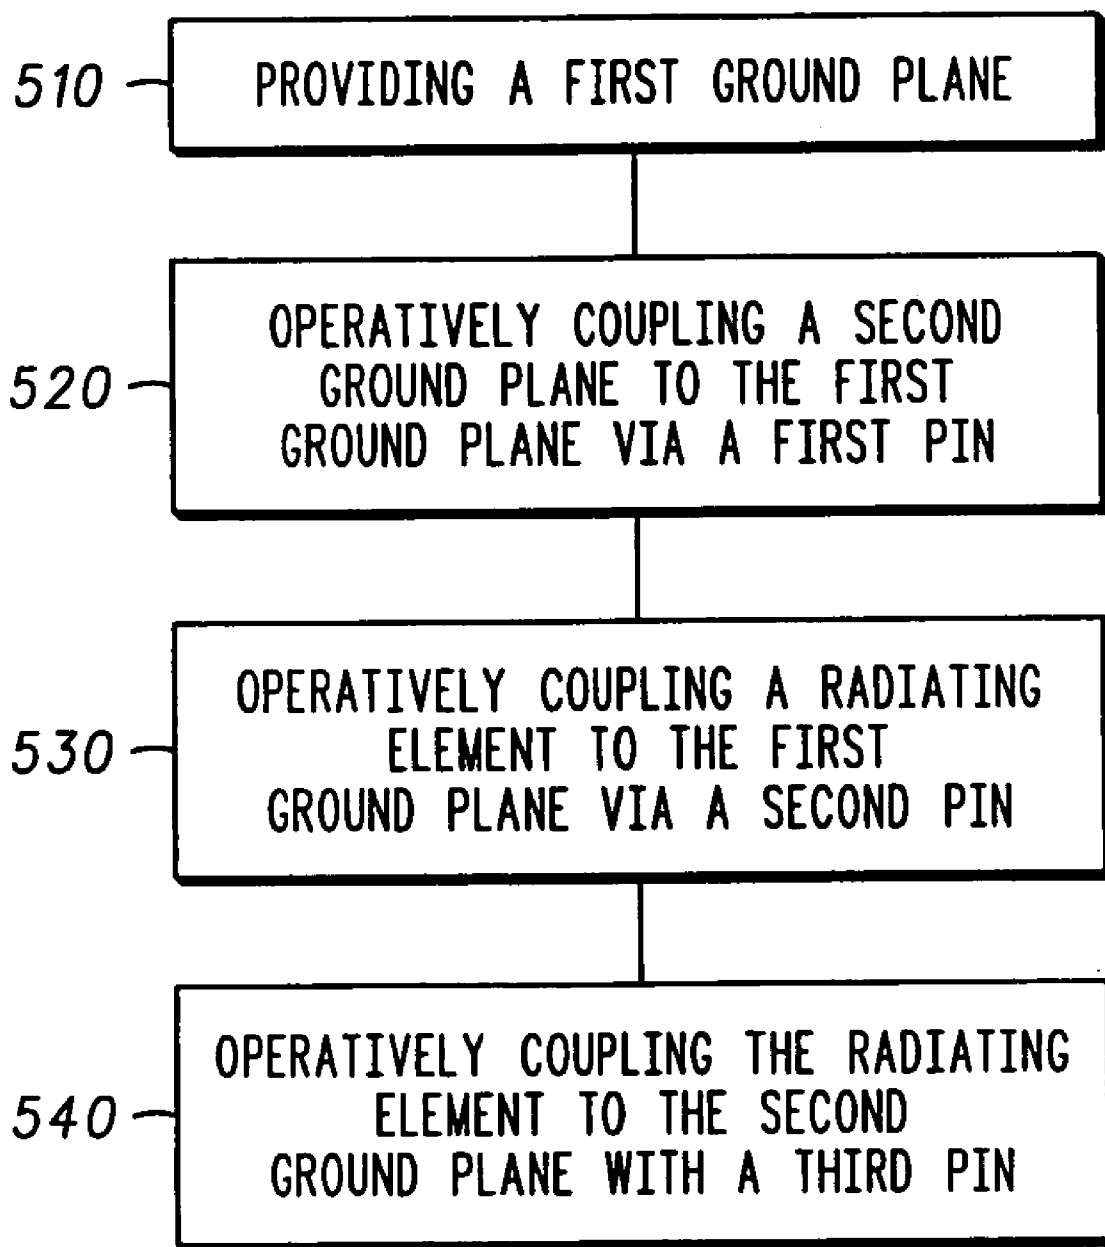 510
PROVIDING A FIRST GROUND PLANE
520
OPERATIVELY COUPLING A SECOND
GROUND PLANE TO THE FIRST
GROUND PLANE VIA A FIRST PIN
530
OPERATIVELY COUPLING A RADIATING
ELEMENT TO THE FIRST
GROUND PLANE VIA A SECOND PIN
540
OPERATIVELY COUPLING THE RADIATING
ELEMENT TO THE SECOND
GROUND PLANE WITH A THIRD PIN